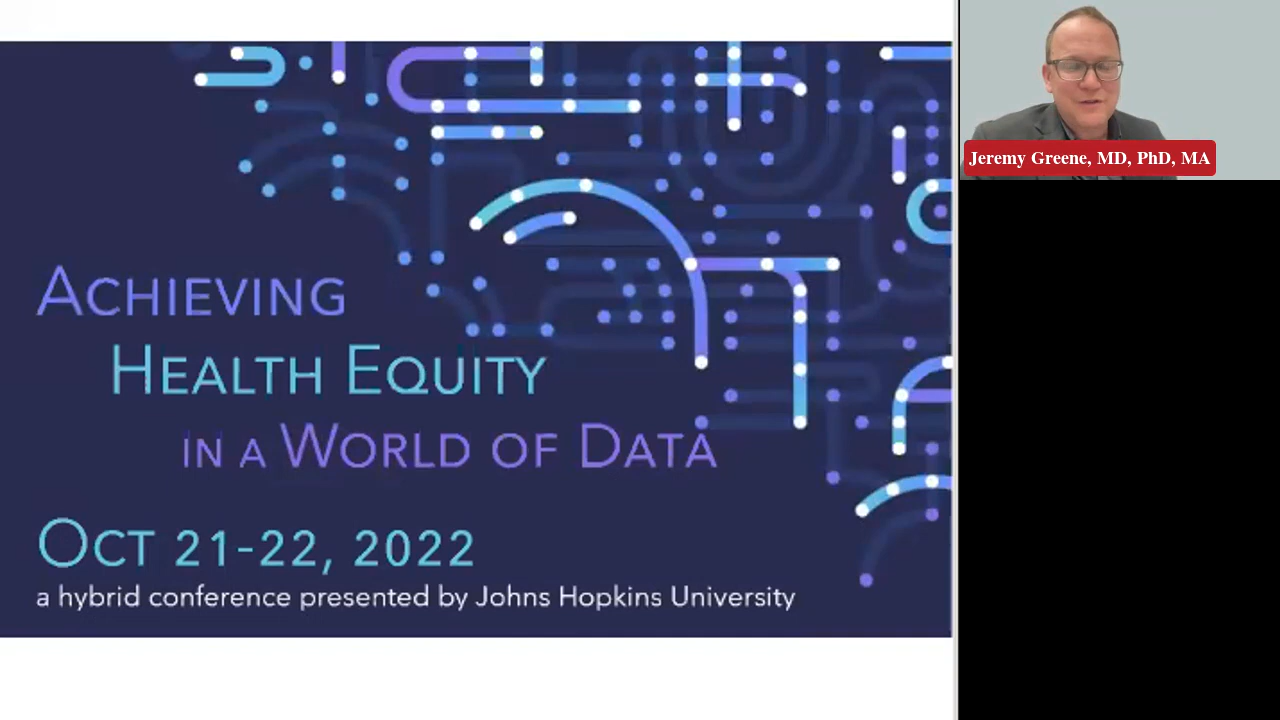 Jeremy Greene, MD, PhD, MA
ACHIEVING
HEALTH EQUITY
IN A WORLD OF DATA
OCT 21-22, 2022
a hybrid conference presented by Johns Hopkins University